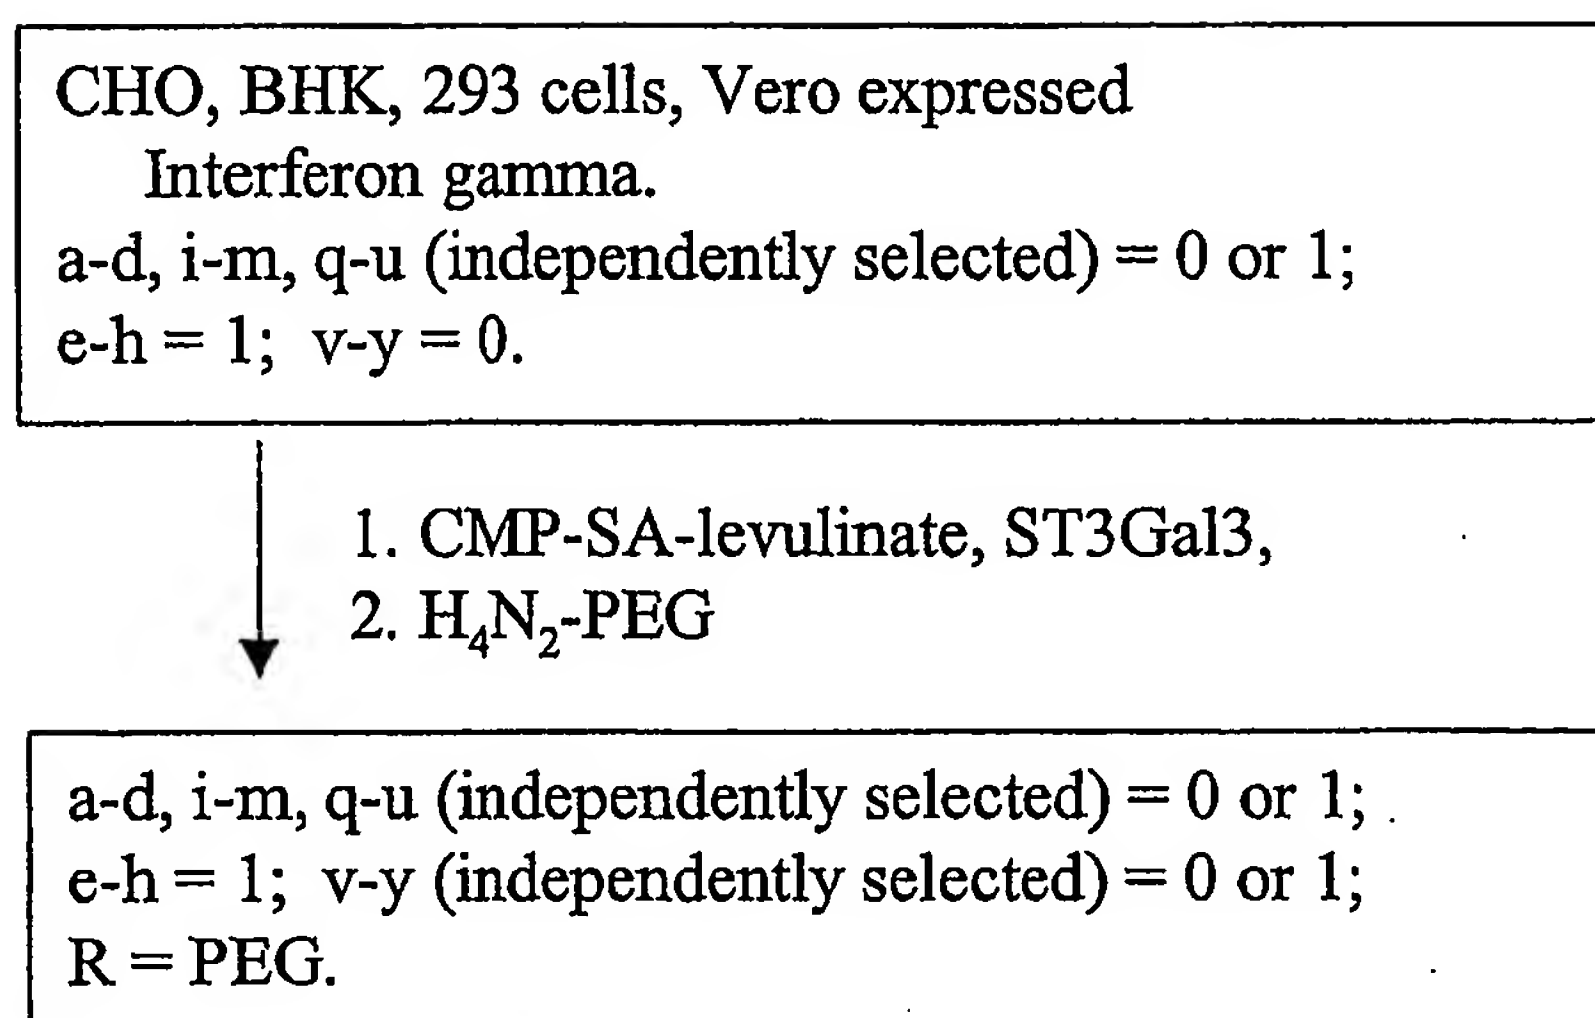 CHO, BHK, 293 cells, Vero expressed
Interferon gamma.
a-d, i-m, q-u (independently selected) = 0 or 1;
e-h = 1; v-y = 0.
1. CMP-SA-levulinate, ST3Gal3,
2. H₄N₂-PEG
a-d, i-m, q-u (independently selected) = 0 or 1;
e-h = 1; v-y (independently selected) = 0 or 1;
R = PEG.